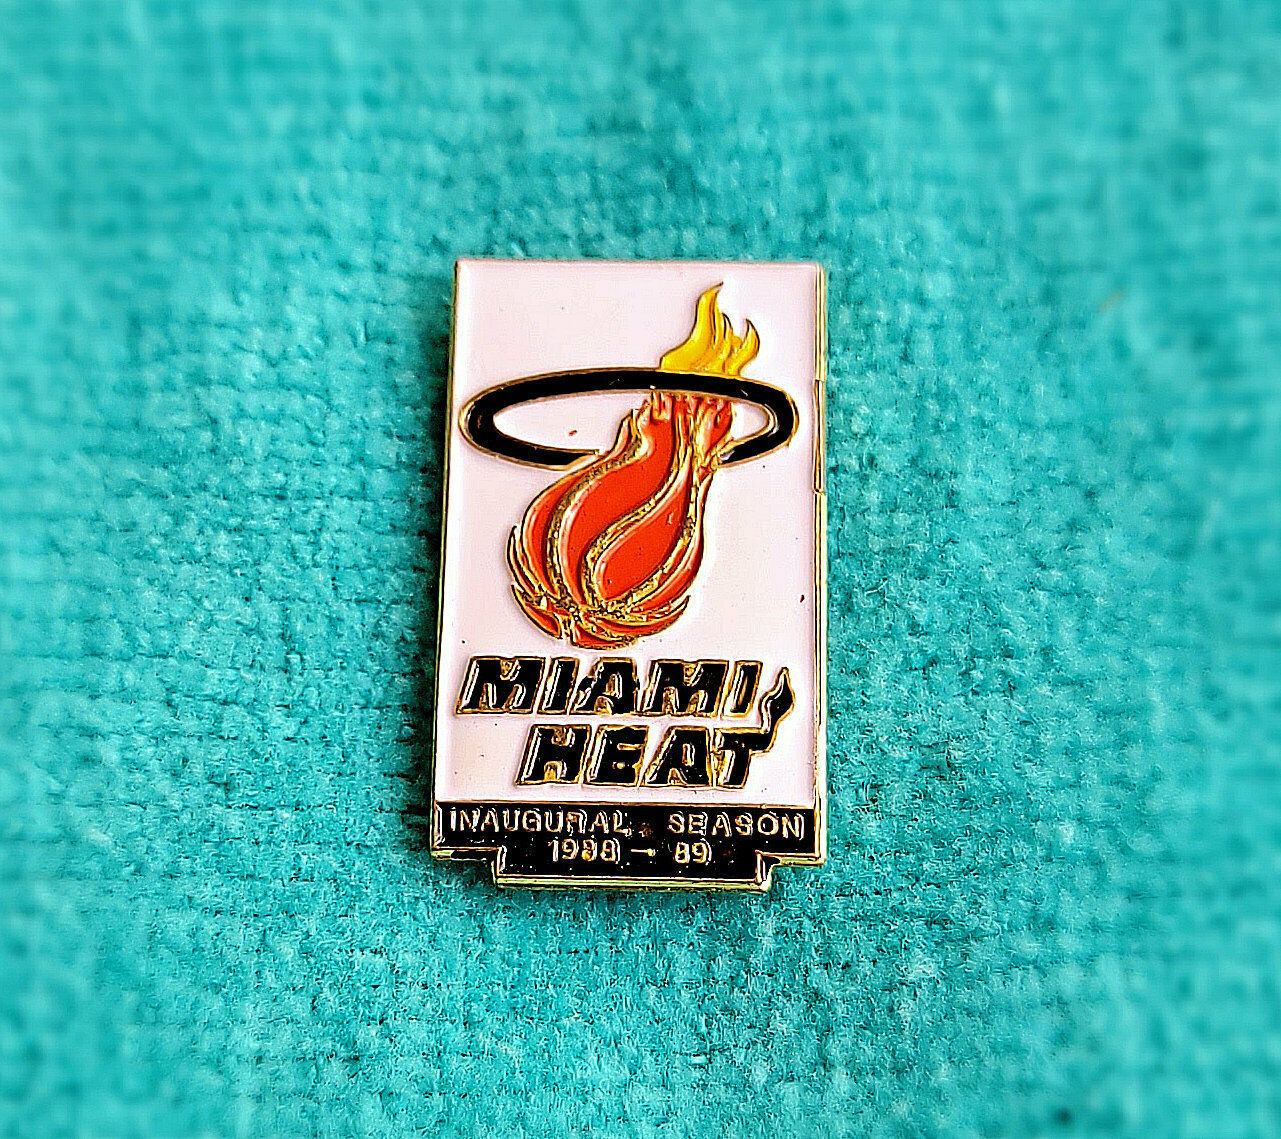 MIAMI
HEAT
INAUGURAL SEASON
1988 - 89